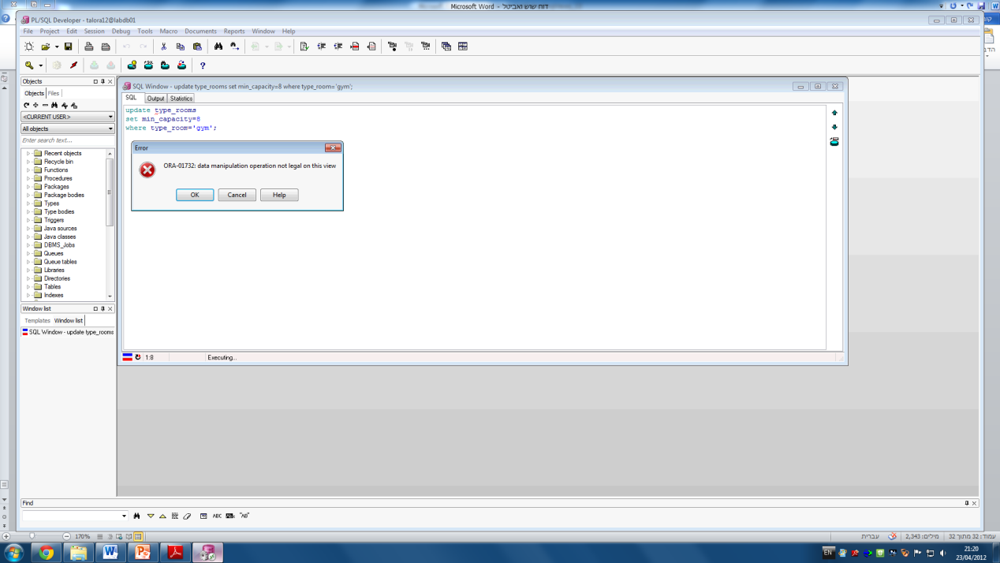 דוח שוש ואביטל - Microsoft Word
PL/SQL Developer - talora12@labdb01
File Project Edit Session Debug Tools Macro Documents Reports Window Help
Objects
Objects Files
<CURRENT USER>
All objects
Enter search text...
Recent objects
Recycle bin
Functions
Procedures
Packages
Package bodies
Types
Type bodies
Triggers
Java sources
Java classes
DBMS_Jobs
Queues
Queue tables
Libraries
Directories
Tables
Indexes
Window list
Templates Window list
SQL Window - update type_rooms
SQL Window - update type_rooms set min_capacity=8 where type_room='gym';
SQL Output Statistics
update type_rooms
set min_capacity=8
where type_room='gym';
Error
ORA-01732: data manipulation operation not legal on this view
OK Cancel Help
1:8 Executing...
Find
ABC "AB"
170%
עמוד: 32 מתוך 32 מילים: 2,343 עברית
EN
21:20
23/04/2012